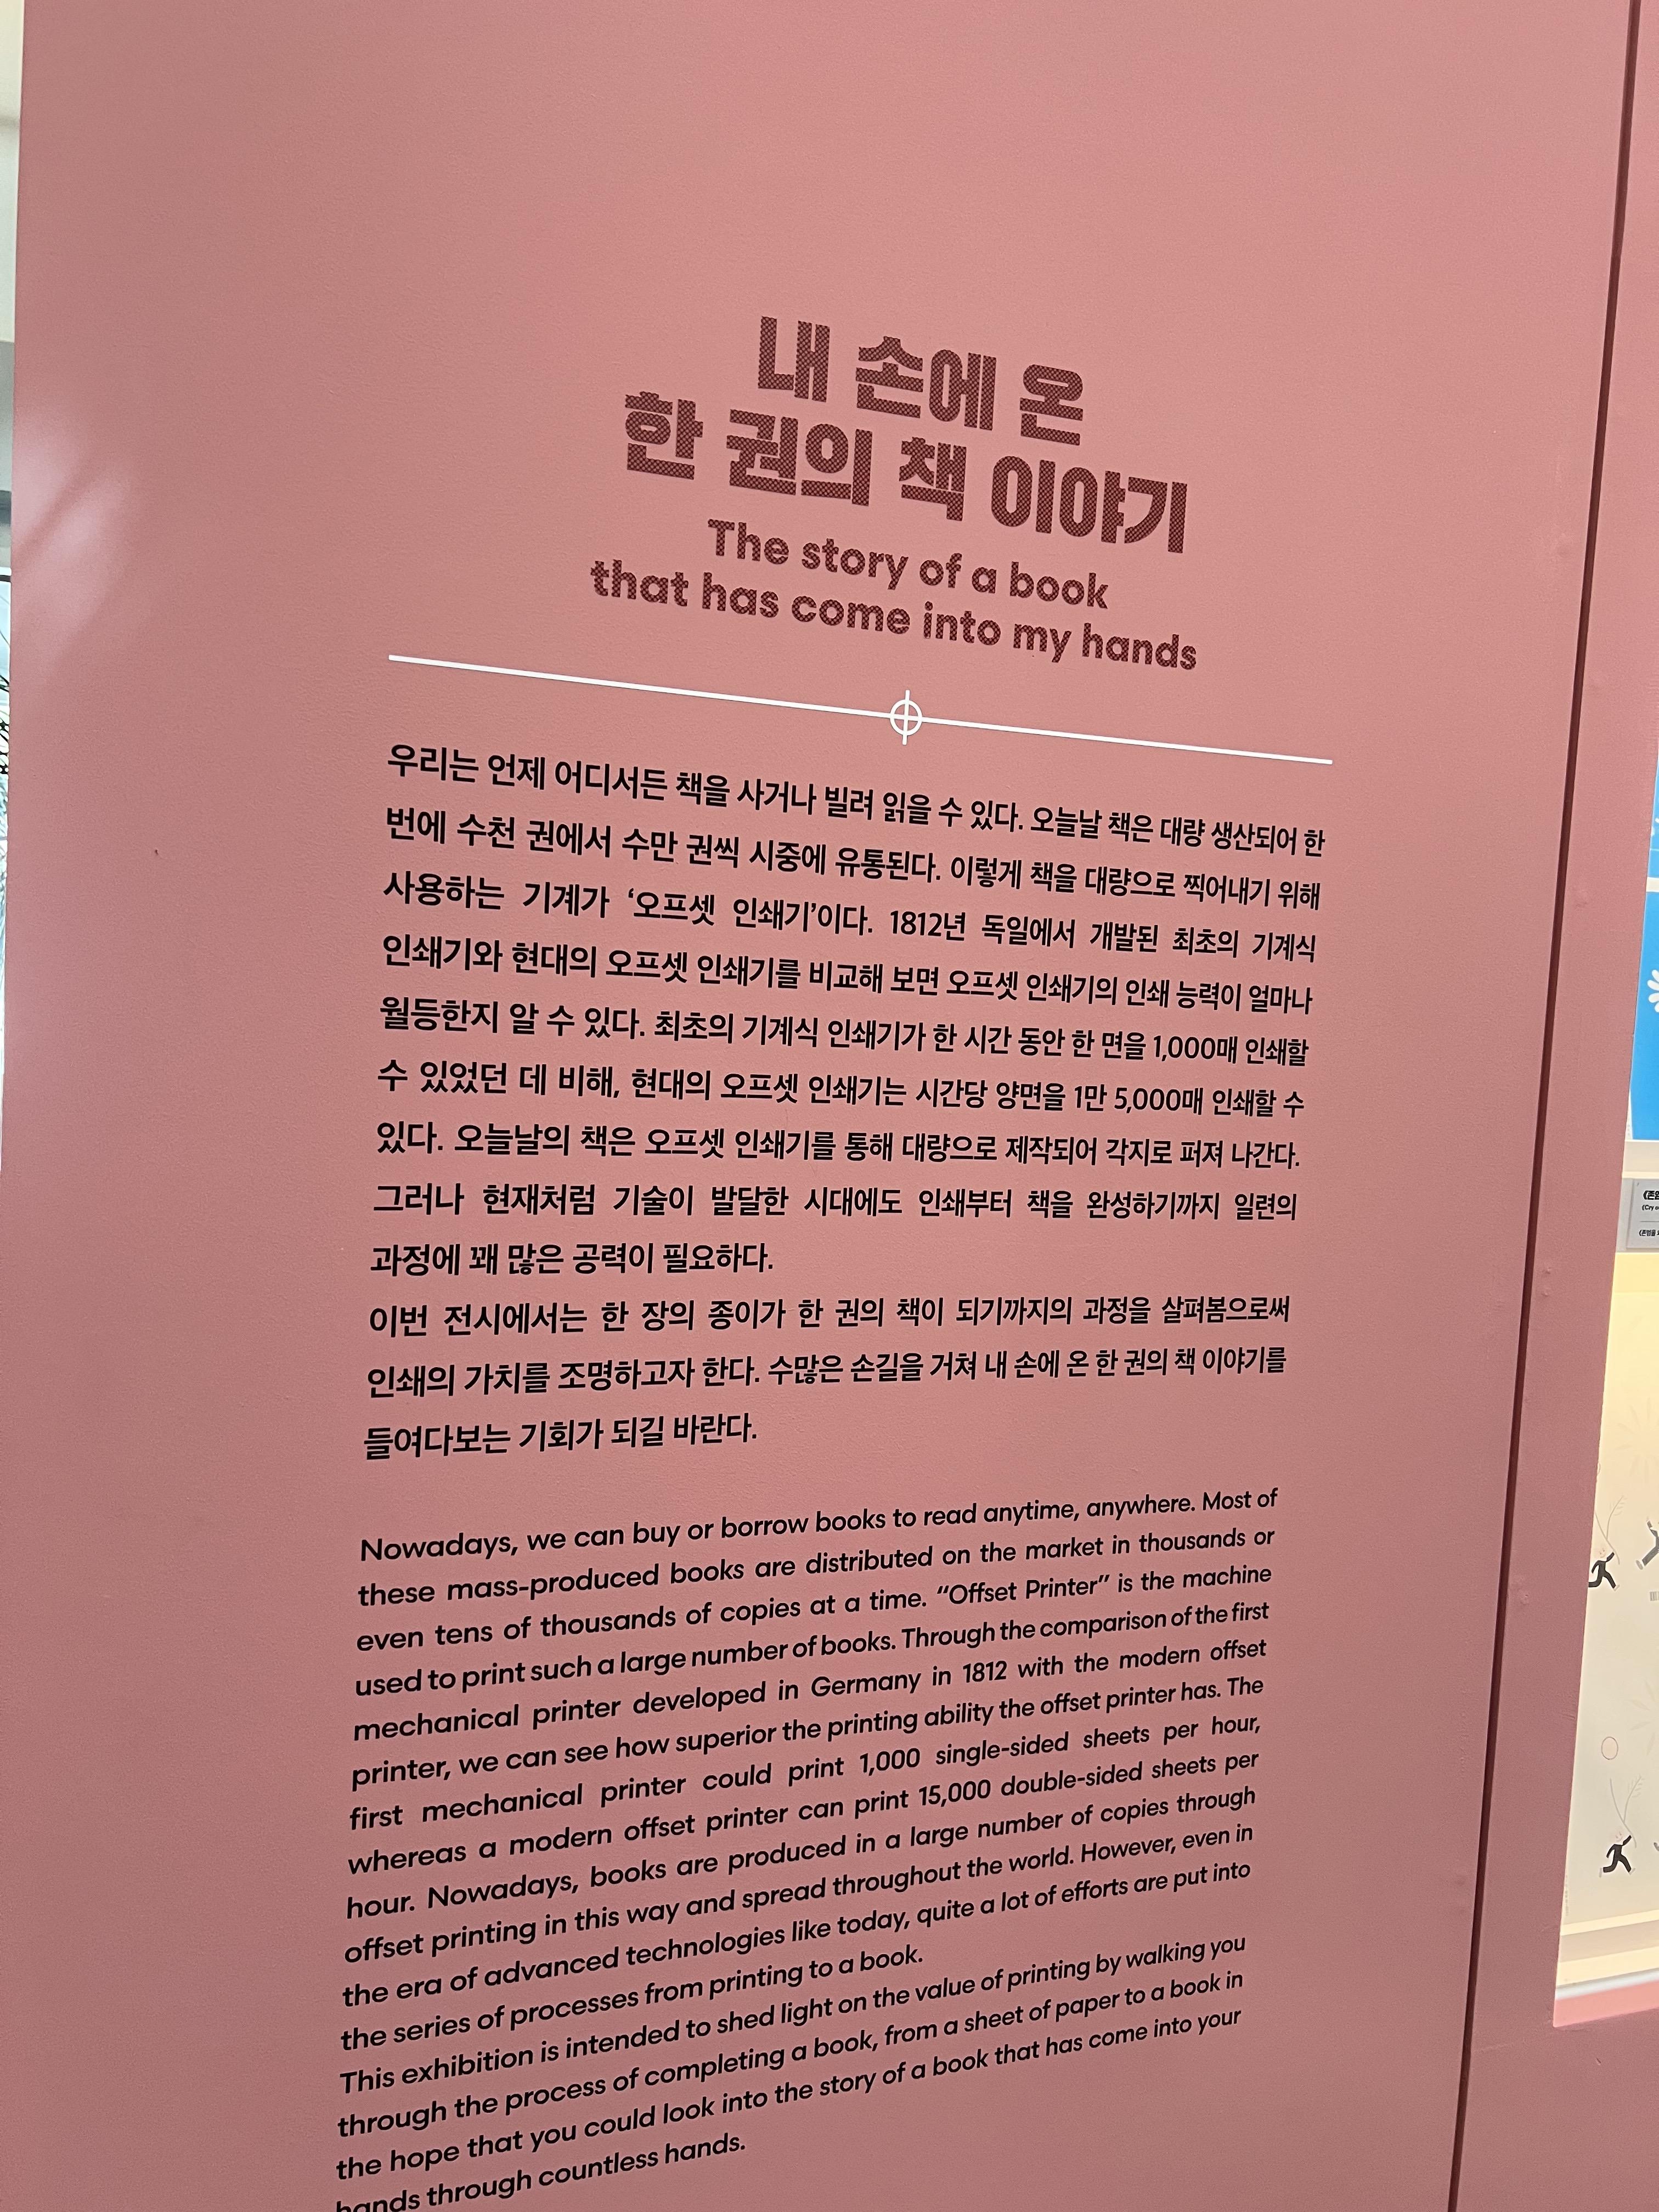 내 손에 온
한 권의 책 이야기
The story of a book
that has come into my hands
우리는 언제 어디서든 책을 사거나 빌려 읽을 수 있다. 오늘날 책은 대량 생산되어 한
번에 수천 권에서 수만 권씩 시중에 유통된다. 이렇게 책을 대량으로 찍어내기 위해
사용하는 기계가 ‘오프셋 인쇄기’이다. 1812년 독일에서 개발된 최초의 기계식
인쇄기와 현대의 오프셋 인쇄기를 비교해 보면 오프셋 인쇄기의 인쇄 능력이 얼마나
월등한지 알 수 있다. 최초의 기계식 인쇄기가 한 시간 동안 한 면을 1,000매 인쇄할
수 있었던 데 비해, 현대의 오프셋 인쇄기는 시간당 양면을 1만 5,000매 인쇄할 수
있다. 오늘날의 책은 오프셋 인쇄기를 통해 대량으로 제작되어 각지로 퍼져 나간다.
그러나 현재처럼 기술이 발달한 시대에도 인쇄부터 책을 완성하기까지 일련의
과정에 꽤 많은 공력이 필요하다.
이번 전시에서는 한 장의 종이가 한 권의 책이 되기까지의 과정을 살펴봄으로써
인쇄의 가치를 조명하고자 한다. 수많은 손길을 거쳐 내 손에 온 한 권의 책 이야기를
들여다보는 기회가 되길 바란다.
Nowadays, we can buy or borrow books to read anytime, anywhere. Most of
these mass-produced books are distributed on the market in thousands or
even tens of thousands of copies at a time. “Offset Printer” is the machine
used to print such a large number of books. Through the comparison of the first
mechanical printer developed in Germany in 1812 with the modern offset
printer, we can see how superior the printing ability the offset printer has. The
first mechanical printer could print 1,000 single-sided sheets per hour,
whereas a modern offset printer can print 15,000 double-sided sheets per
hour. Nowadays, books are produced in a large number of copies through
offset printing in this way and spread throughout the world. However, even in
the era of advanced technologies like today, quite a lot of efforts are put into
the series of processes from printing to a book.
This exhibition is intended to shed light on the value of printing by walking you
through the process of completing a book, from a sheet of paper to a book in
the hope that you could look into the story of a book that has come into your
hands through countless hands.